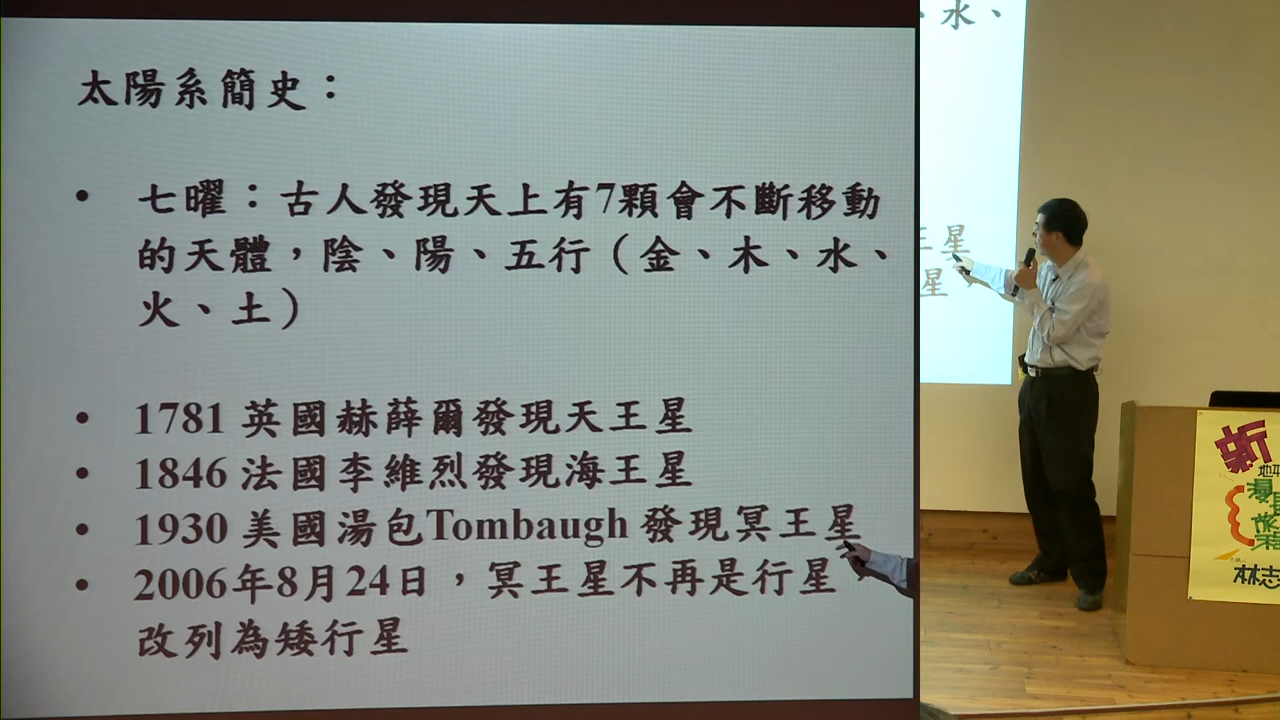 太陽系簡史：
• 七曜：古人發現天上有7顆會不斷移動
的天體，陰、陽、五行（金、木、水、
火、土）
• 1781 英國赫薛爾發現天王星
• 1846 法國李維烈發現海王星
• 1930 美國湯包Tombaugh 發現冥王星
• 2006年8月24日，冥王星不再是行星，
改列為矮行星
、水、
王星
星，
新
地平
漫
林志